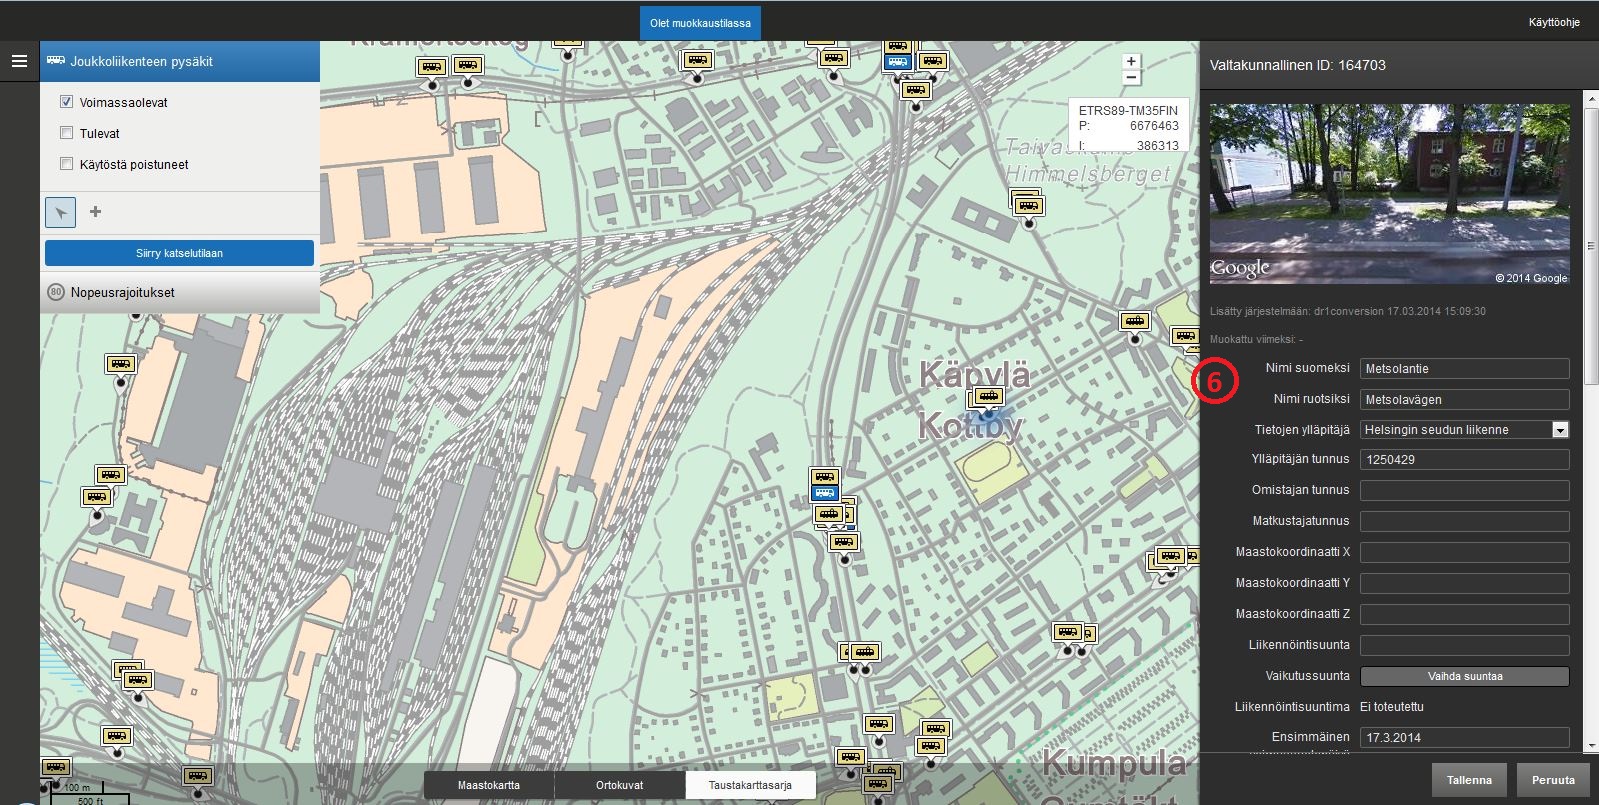 Olet muokkaustilassa
Käyttöohje
Joukkoliikenteen pysäkit
Voimassaolevat
Tulevat
Käytöstä poistuneet
Siirry katselutilaan
80
Nopeusrajoitukset
+
−
ETRS89-TM35FIN
P: 6676463
I: 386313
Himmelsberget
Käpylä
Kottby
Kumpula
100 m
500 ft
Maastokartta
Ortokuvat
Taustakarttasarja
Valtakunnallinen ID: 164703
Google
© 2014 Google
Lisätty järjestelmään: dr1conversion 17.03.2014 15:09:30
Muokattu viimeksi: -
6
Nimi suomeksi Metsolantie
Nimi ruotsiksi Metsolavägen
Tietojen ylläpitäjä Helsingin seudun liikenne
Ylläpitäjän tunnus 1250429
Omistajan tunnus
Matkustajatunnus
Maastokoordinaatti X
Maastokoordinaatti Y
Maastokoordinaatti Z
Liikennöintisuunta
Vaikutussuunta Vaihda suuntaa
Liikennöintisuuntima Ei toteutettu
Ensimmäinen 17.3.2014
Tallenna
Peruuta